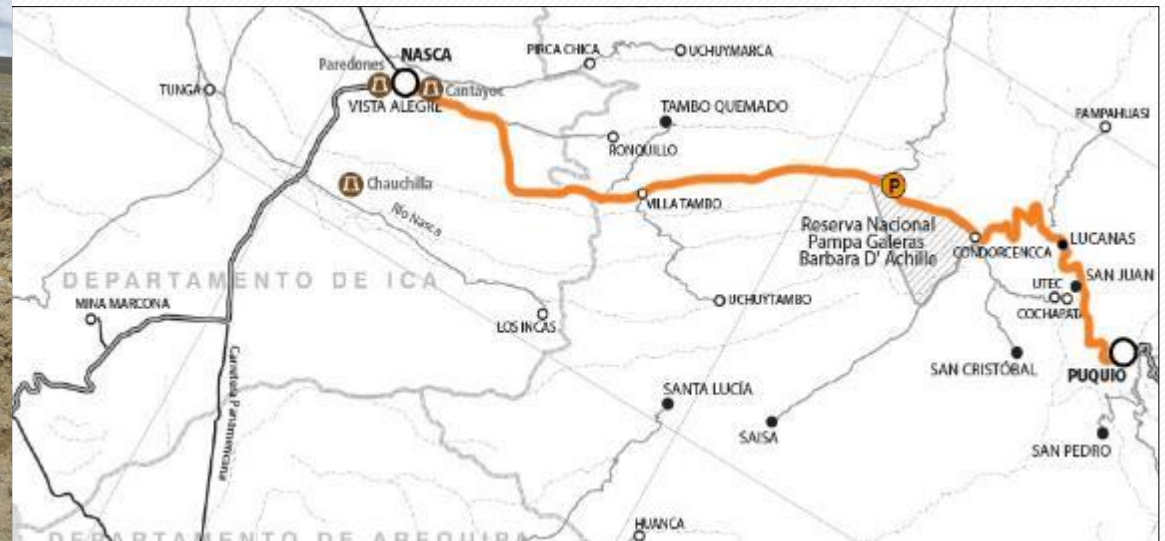 PIRCA CHICA
UCHUYMARCA
NASCA
Paredones
Cantayoc
TUNGA
VISTA ALEGRE
TAMBO QUEMADO
PAMPAHUASI
RONQUILLO
Chauchilla
P
VILLA TAMBO
Río Nasca
Reserva Nacional
Pampa Galeras
Barbara D' Achille
CONDORCENCCA
LUCANAS
DEPARTAMENTO DE ICA
SAN JUAN
UTEC
MINA MARCONA
UCHUYTAMBO
COCHAPATA
LOS INCAS
Carretera Panamericana
SAN CRISTÓBAL
PUQUIO
SANTA LUCÍA
SAISA
SAN PEDRO
HUANCA
DEPARTAMENTO DE AREQUIPA